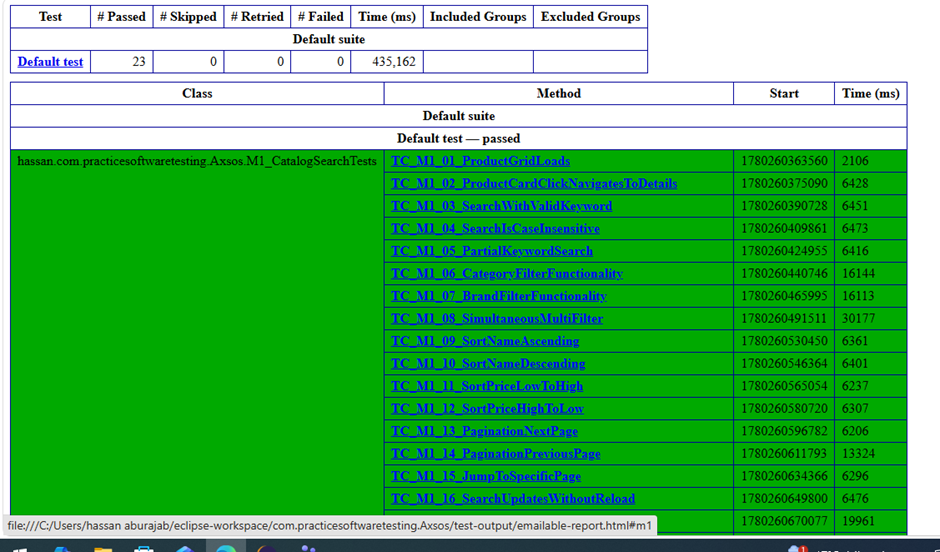 Test # Passed # Skipped # Retried # Failed Time (ms) Included Groups Excluded Groups
Default suite
Default test 23 0 0 0 435,162
Class Method Start Time (ms)
Default suite
Default test — passed
hassan.com.practicesoftwaretesting.Axsos.M1_CatalogSearchTests TC_M1_01_ProductGridLoads 1780260363560 2106
TC_M1_02_ProductCardClickNavigatesToDetails 1780260375090 6428
TC_M1_03_SearchWithValidKeyword 1780260390728 6451
TC_M1_04_SearchIsCaseInsensitive 1780260409861 6473
TC_M1_05_PartialKeywordSearch 1780260424955 6416
TC_M1_06_CategoryFilterFunctionality 1780260440746 16144
TC_M1_07_BrandFilterFunctionality 1780260465995 16113
TC_M1_08_SimultaneousMultiFilter 1780260491511 30177
TC_M1_09_SortNameAscending 1780260530450 6361
TC_M1_10_SortNameDescending 1780260546364 6401
TC_M1_11_SortPriceLowToHigh 1780260565054 6237
TC_M1_12_SortPriceHighToLow 1780260580720 6307
TC_M1_13_PaginationNextPage 1780260596782 6206
TC_M1_14_PaginationPreviousPage 1780260611793 13324
TC_M1_15_JumpToSpecificPage 1780260634366 6296
TC_M1_16_SearchUpdatesWithoutReload 1780260649800 6476
1780260670077 19961
file:///C:/Users/hassan aburajab/eclipse-workspace/com.practicesoftwaretesting.Axsos/test-output/emailable-report.html#m1